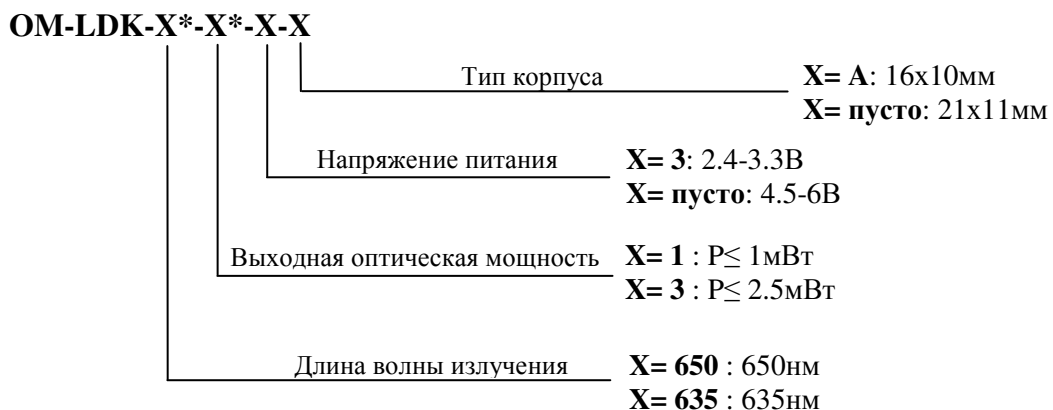 OM-LDK-X*-X*-X-X
Тип корпуса
X= A: 16x10мм
X= пусто: 21x11мм
Напряжение питания
X= 3: 2.4-3.3В
X= пусто: 4.5-6В
Выходная оптическая мощность
X= 1 : P≤ 1мВт
X= 3 : P≤ 2.5мВт
Длина волны излучения
X= 650 : 650нм
X= 635 : 635нм